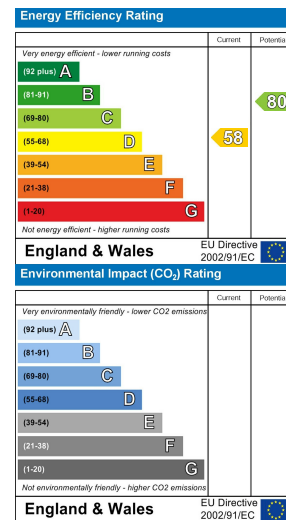 Energy Efficiency Rating
Current Potentia
Very energy efficient - lower running costs
(92 plus) A
(81-91) B
(69-80) C
(55-68) D
(39-54) E
(21-38) F
(1-20) G
58
80
Not energy efficient - higher running costs
England & Wales
EU Directive
2002/91/EC
Environmental Impact (CO₂) Rating
Current Potentia
Very environmentally friendly - lower CO2 emissions
(92 plus) A
(81-91) B
(69-80) C
(55-68) D
(39-54) E
(21-38) F
(1-20) G
Not environmentally friendly - higher CO2 emissions
England & Wales
EU Directive
2002/91/EC